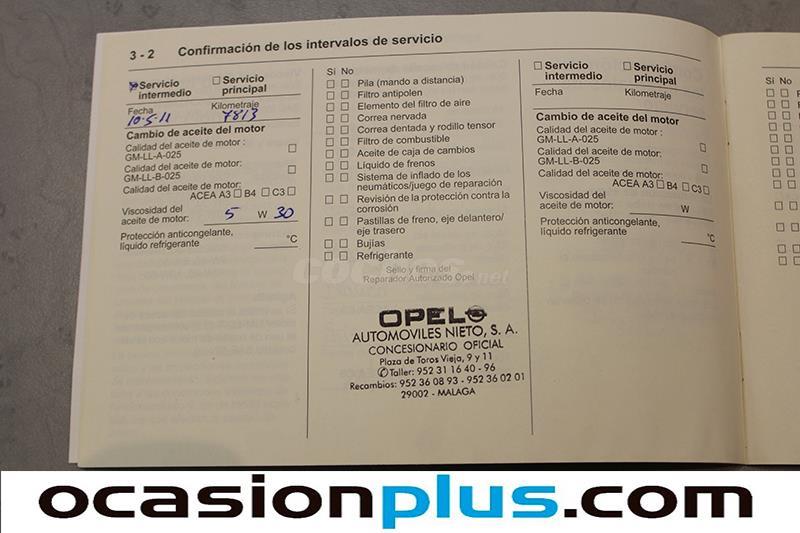 3 - 2 Confirmación de los intervalos de servicio
Servicio intermedio
Servicio principal
Fecha Kilometraje
10-5-11 7813
Cambio de aceite del motor
Calidad del aceite de motor :
GM-LL-A-025
Calidad del aceite de motor:
GM-LL-B-025
Calidad del aceite de motor:
ACEA A3 B4 C3
Viscosidad del
aceite de motor: 5 W 30
Protección anticongelante,
líquido refrigerante °C
Si No
Pila (mando a distancia)
Filtro antipolen
Elemento del filtro de aire
Correa nervada
Correa dentada y rodillo tensor
Filtro de combustible
Aceite de caja de cambios
Líquido de frenos
Sistema de inflado de los
neumáticos/juego de reparación
Revisión de la protección contra la
corrosión
Pastillas de freno, eje delantero/
eje trasero
Bujías
Refrigerante
coches.net
Sello y firma del
Reparador Autorizado Opel
OPEL
AUTOMOVILES NIETO, S. A.
CONCESIONARIO OFICIAL
Plaza de Toros Vieja, 9 y 11
Taller: 952 31 16 40 - 96
Recambios: 952 36 08 93 - 952 36 02 01
29002 - MALAGA
Servicio intermedio
Servicio principal
Fecha Kilometraje
Cambio de aceite del motor
Calidad del aceite de motor :
GM-LL-A-025
Calidad del aceite de motor:
GM-LL-B-025
Calidad del aceite de motor:
ACEA A3 B4 C3
Viscosidad del
aceite de motor: W
Protección anticongelante,
líquido refrigerante °C
Si No
ocasionplus.com